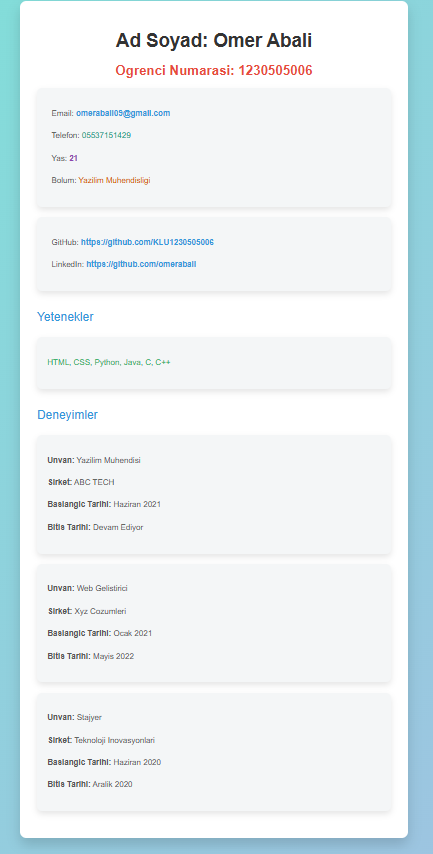 Ad Soyad: Omer Abali
Ogrenci Numarasi: 1230505006
Email: omerabali09@gmail.com
Telefon: 05537151429
Yas: 21
Bolum: Yazilim Muhendisligi
GitHub: https://github.com/KLU1230505006
LinkedIn: https://github.com/omerabali
Yetenekler
HTML, CSS, Python, Java, C, C++
Deneyimler
Unvan: Yazilim Muhendisi
Sirket: ABC TECH
Baslangic Tarihi: Haziran 2021
Bitis Tarihi: Devam Ediyor
Unvan: Web Gelistirici
Sirket: Xyz Cozumleri
Baslangic Tarihi: Ocak 2021
Bitis Tarihi: Mayis 2022
Unvan: Stajyer
Sirket: Teknoloji Inovasyonlari
Baslangic Tarihi: Haziran 2020
Bitis Tarihi: Aralik 2020